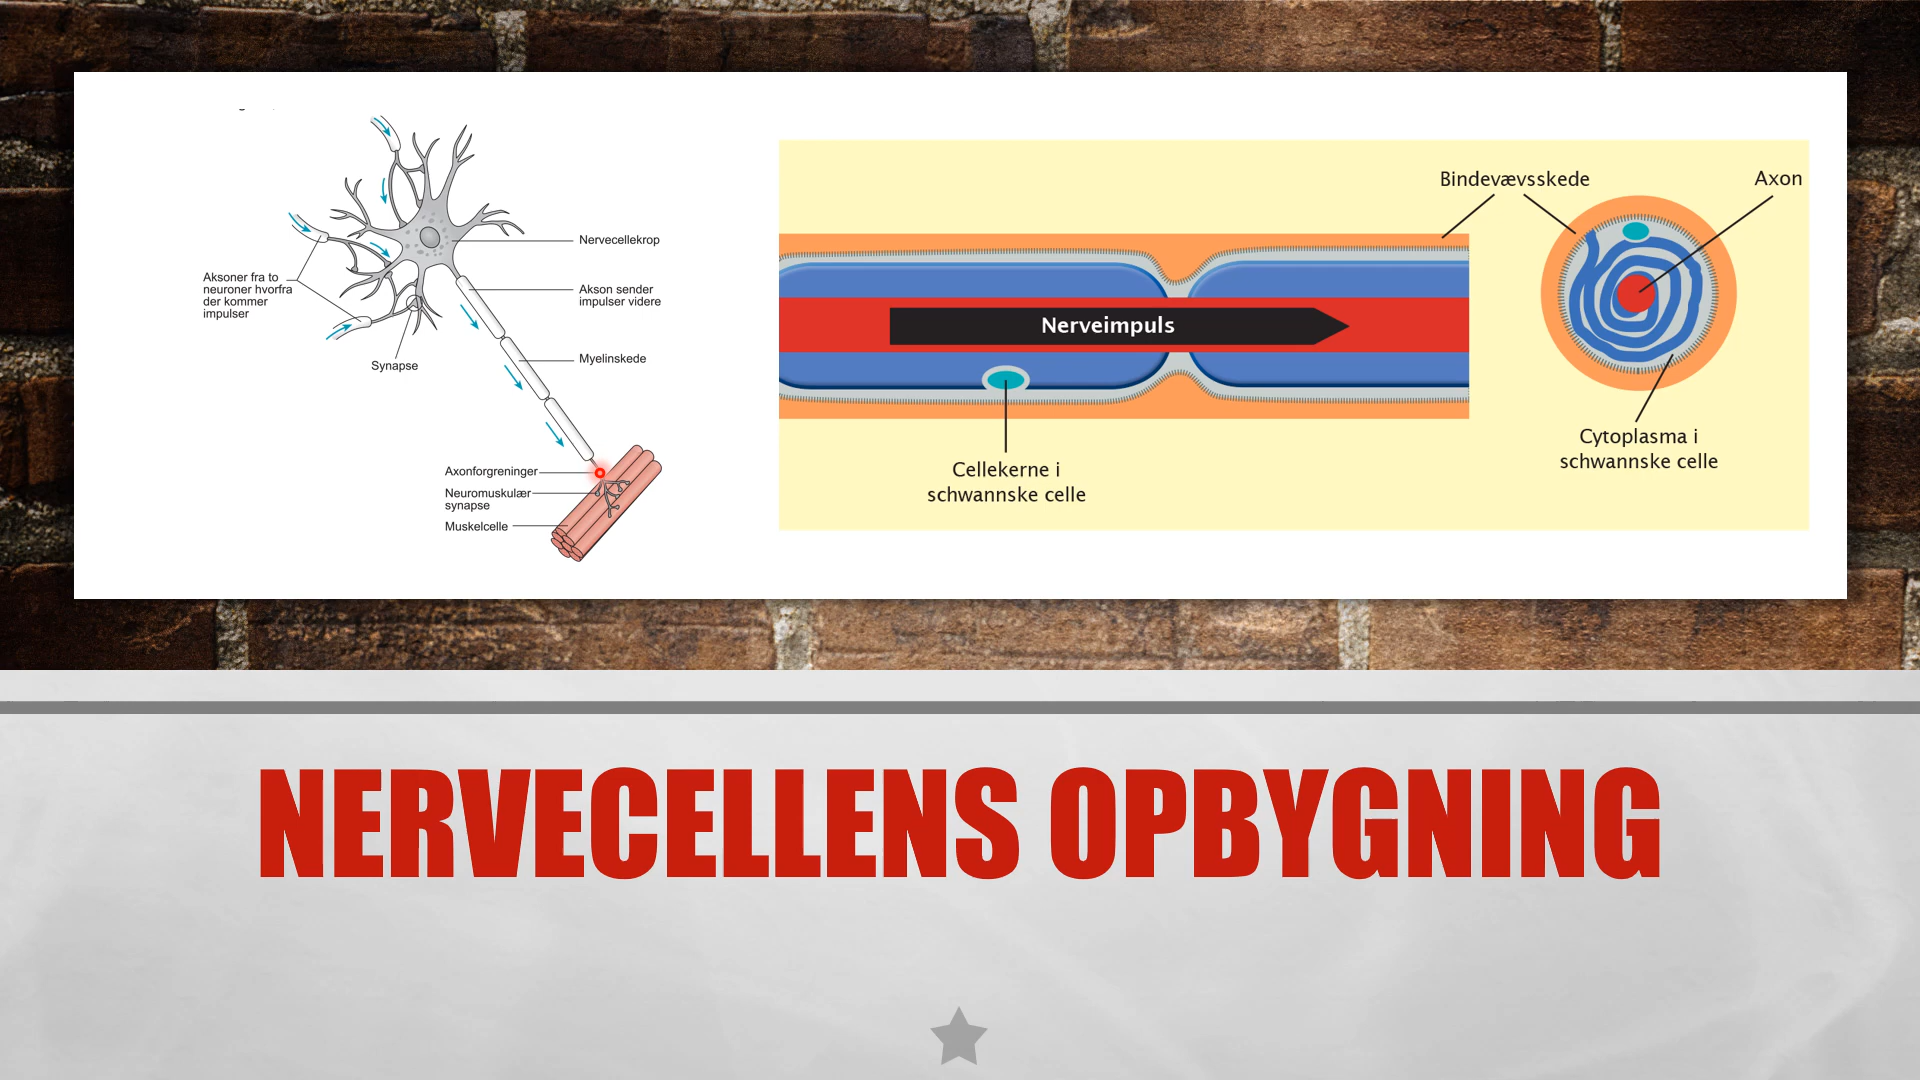 Nervecellekrop
Aksoner fra to
neuroner hvorfra
der kommer
impulser
Akson sender
impulser videre
Synapse
Myelinskede
Axonforgreninger
Neuromuskulær
synapse
Muskelcelle
Bindevævsskede
Axon
Nerveimpuls
Cytoplasma i
schwannske celle
Cellekerne i
schwannske celle
NERVECELLENS OPBYGNING